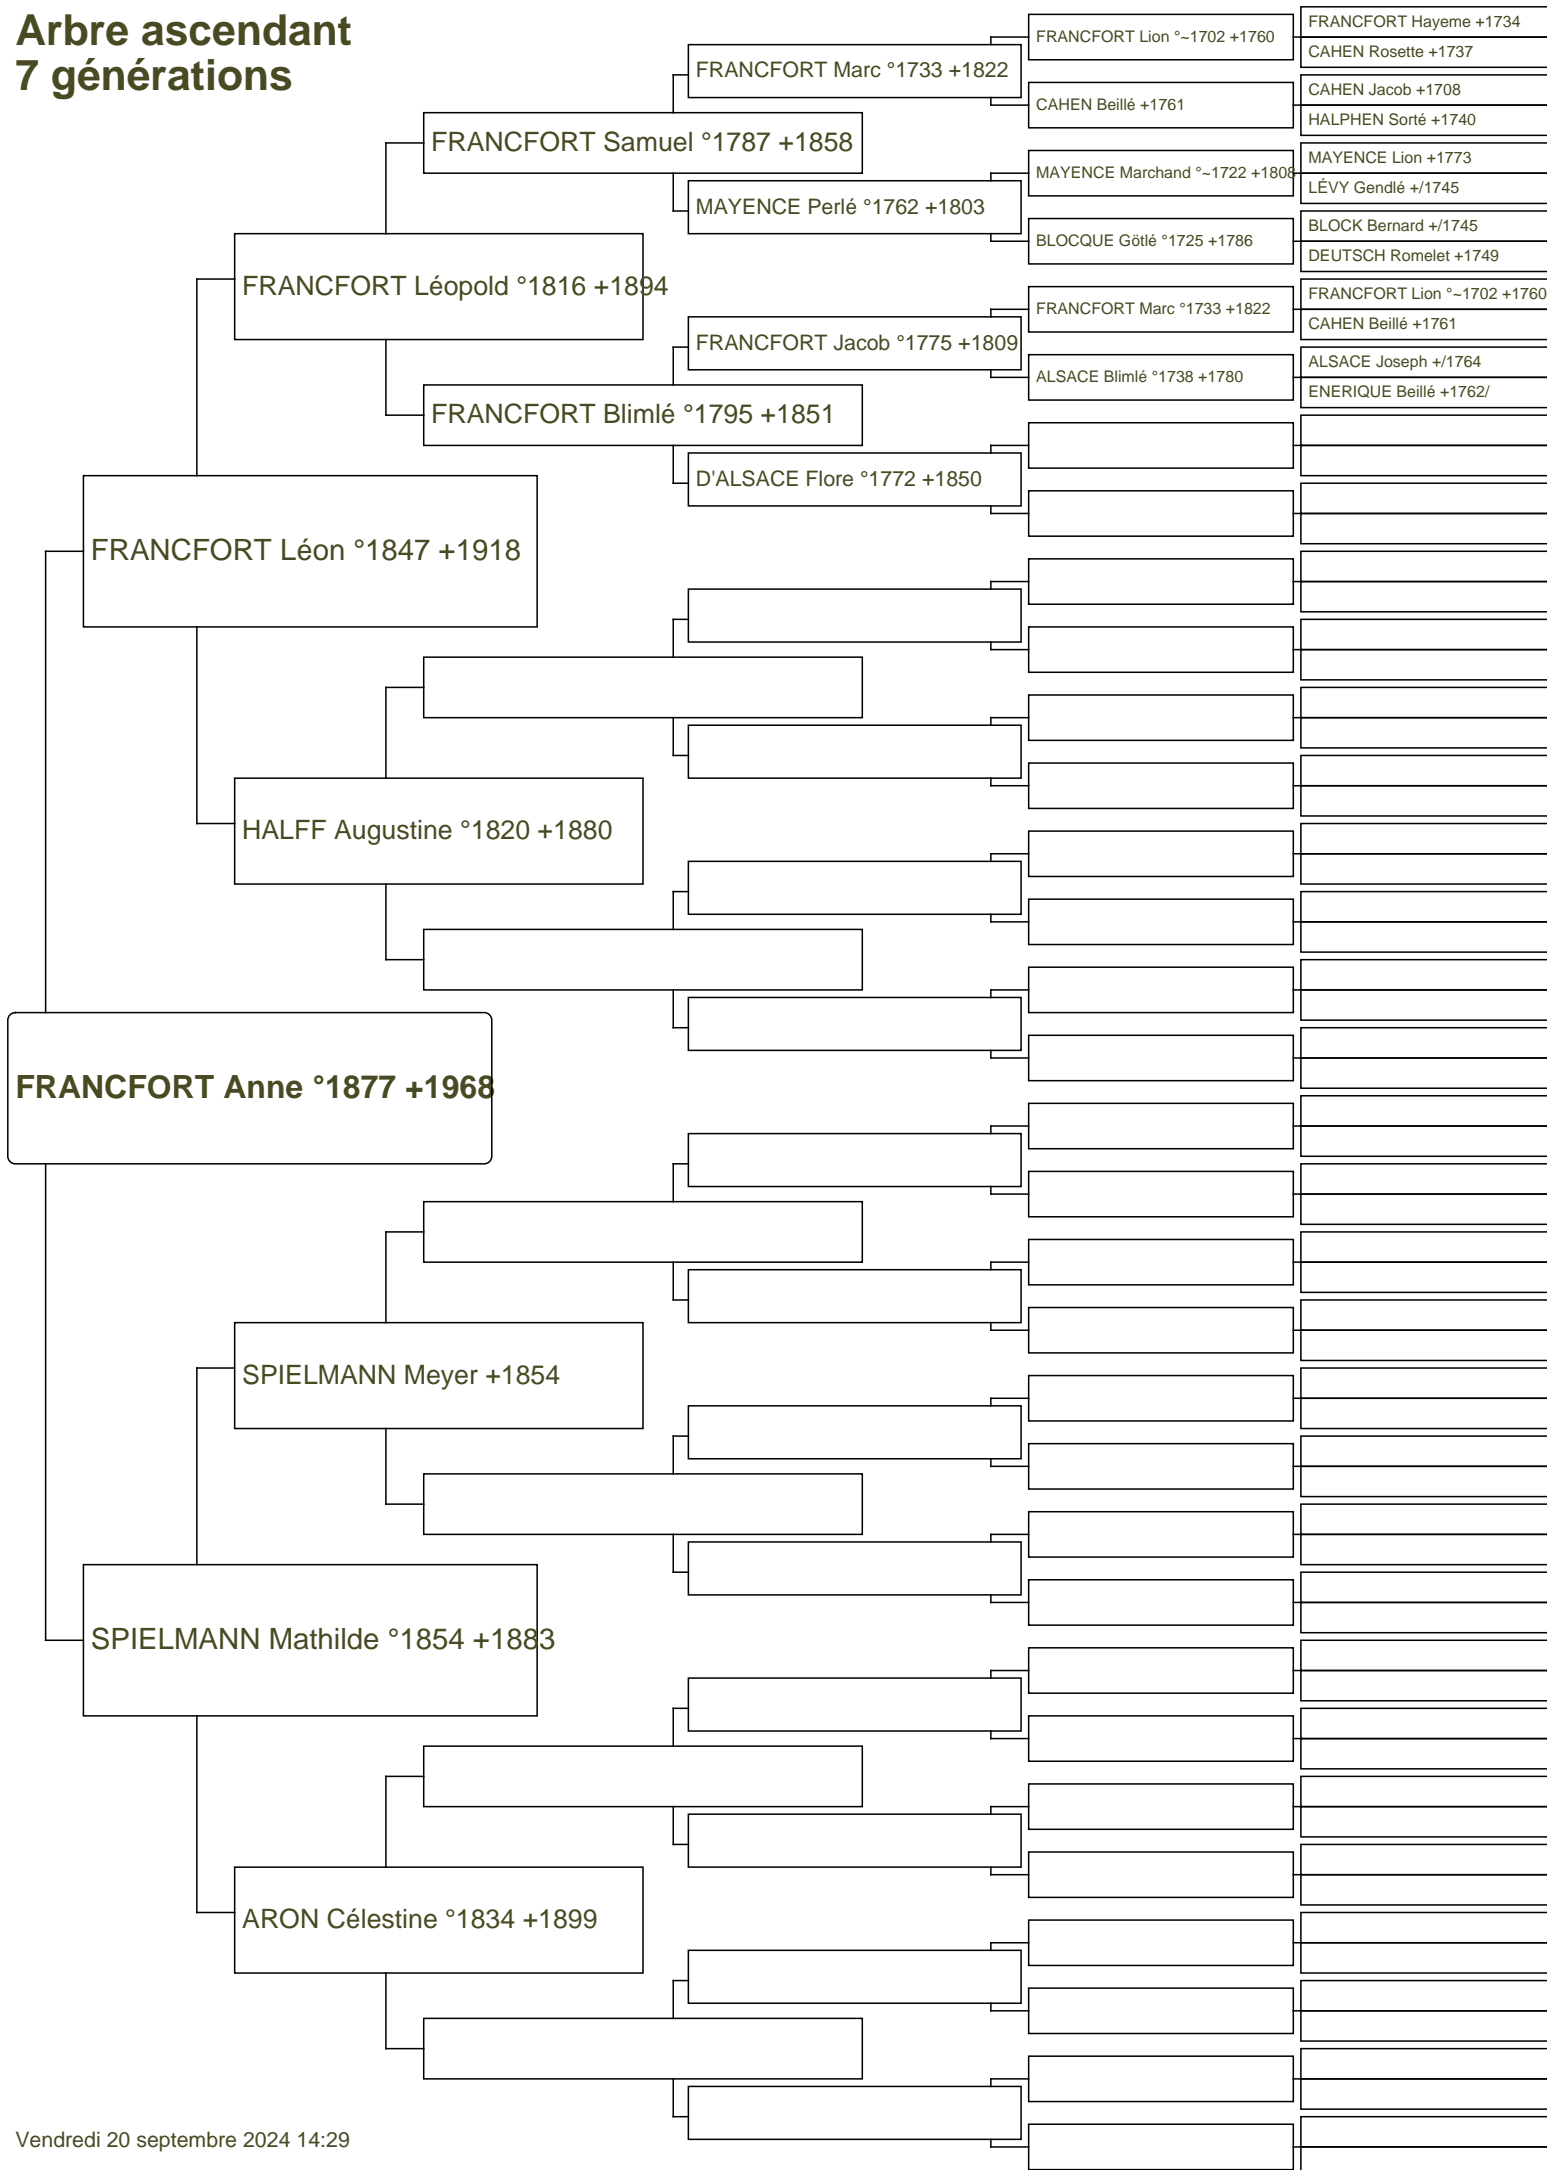 Arbre ascendant
7 générations
FRANCFORT Anne °1877 +1968
FRANCFORT Léon °1847 +1918
SPIELMANN Mathilde °1854 +1883
FRANCFORT Léopold °1816 +1894
HALFF Augustine °1820 +1880
SPIELMANN Meyer +1854
ARON Célestine °1834 +1899
FRANCFORT Samuel °1787 +1858
FRANCFORT Blimlé °1795 +1851
FRANCFORT Marc °1733 +1822
MAYENCE Perlé °1762 +1803
FRANCFORT Jacob °1775 +1809
D'ALSACE Flore °1772 +1850
FRANCFORT Lion °~1702 +1760
CAHEN Beillé +1761
MAYENCE Marchand °~1722 +1808
BLOCQUE Götlé °1725 +1786
FRANCFORT Marc °1733 +1822
ALSACE Blimlé °1738 +1780
FRANCFORT Hayeme +1734
CAHEN Rosette +1737
CAHEN Jacob +1708
HALPHEN Sorté +1740
MAYENCE Lion +1773
LÉVY Gendlé +/1745
BLOCK Bernard +/1745
DEUTSCH Romelet +1749
FRANCFORT Lion °~1702 +1760
CAHEN Beillé +1761
ALSACE Joseph +/1764
ENERIQUE Beillé +1762/
Vendredi 20 septembre 2024 14:29